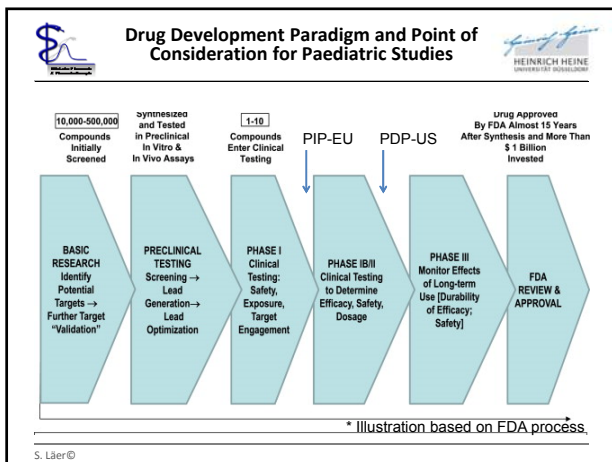 Drug Development Paradigm and Point of
Consideration for Paediatric Studies
HEINRICH HEINE
UNIVERSITÄT DÜSSELDORF
10,000-500,000
Compounds
Initially
Screened
Synthesized
and Tested
in Preclinical
In Vitro &
In Vivo Assays
1-10
Compounds
Enter Clinical
Testing
PIP-EU
PDP-US
Drug Approved
By FDA Almost 15 Years
After Synthesis and More Than
$ 1 Billion
Invested
BASIC
RESEARCH
Identify
Potential
Targets →
Further Target
“Validation”
PRECLINICAL
TESTING
Screening →
Lead
Generation→
Lead
Optimization
PHASE I
Clinical
Testing:
Safety,
Exposure,
Target
Engagement
PHASE IB/II
Clinical Testing
to Determine
Efficacy, Safety,
Dosage
PHASE III
Monitor Effects
of Long-term
Use [Durability
of Efficacy;
Safety]
FDA
REVIEW &
APPROVAL
* Illustration based on FDA process
S. Läer©